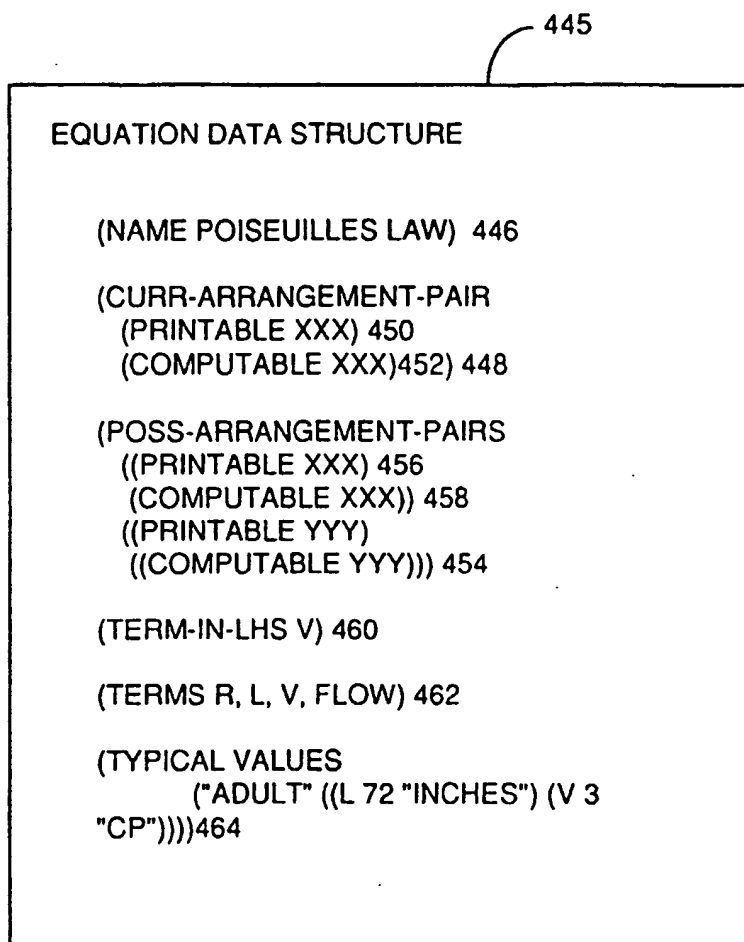 445
EQUATION DATA STRUCTURE
(NAME POISEUILLES LAW) 446
(CURR-ARRANGEMENT-PAIR
(PRINTABLE XXX) 450
(COMPUTABLE XXX)452) 448
(POSS-ARRANGEMENT-PAIRS
((PRINTABLE XXX) 456
(COMPUTABLE XXX)) 458
((PRINTABLE YYY)
((COMPUTABLE YYY))) 454
(TERM-IN-LHS V) 460
(TERMS R, L, V, FLOW) 462
(TYPICAL VALUES
("ADULT" ((L 72 "INCHES") (V 3
"CP"))))464